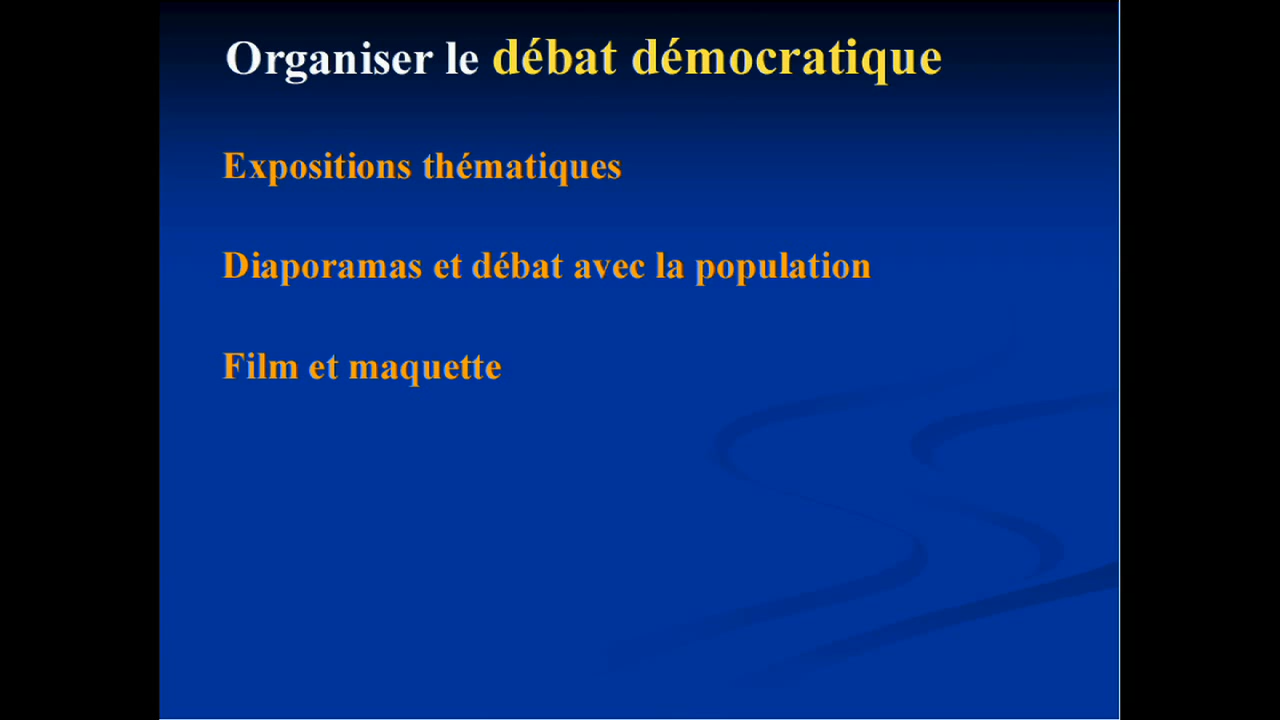 Organiser le débat démocratique
Expositions thématiques
Diaporamas et débat avec la population
Film et maquette